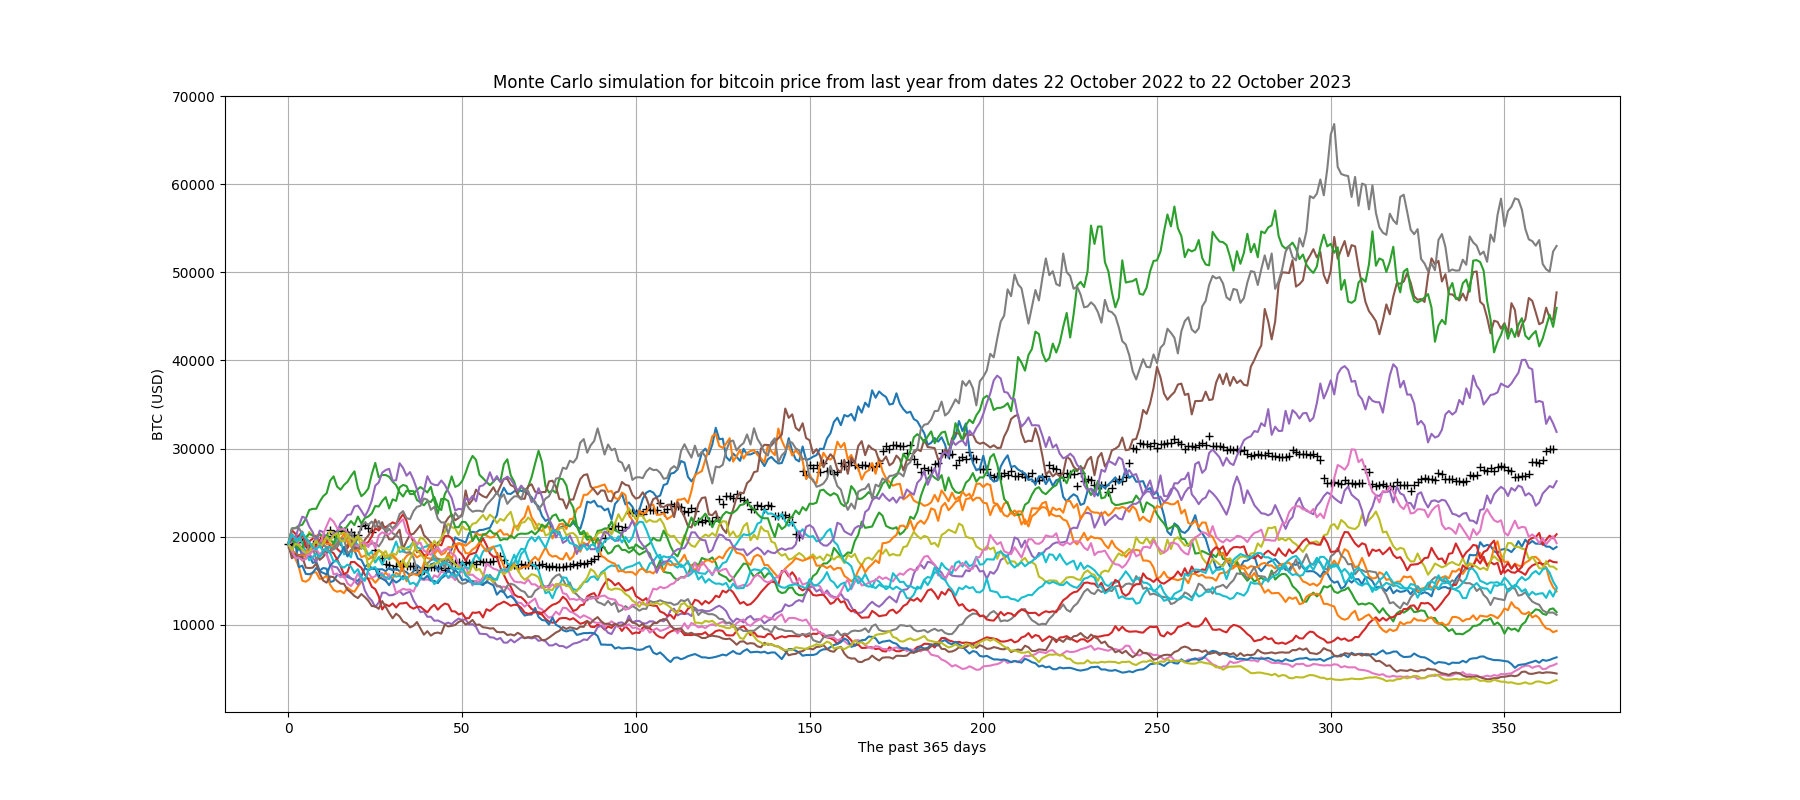 Monte Carlo simulation for bitcoin price from last year from dates 22 October 2022 to 22 October 2023
70000
60000
50000
40000
30000
20000
10000
BTC (USD)
0 50 100 150 200 250 300 350
The past 365 days